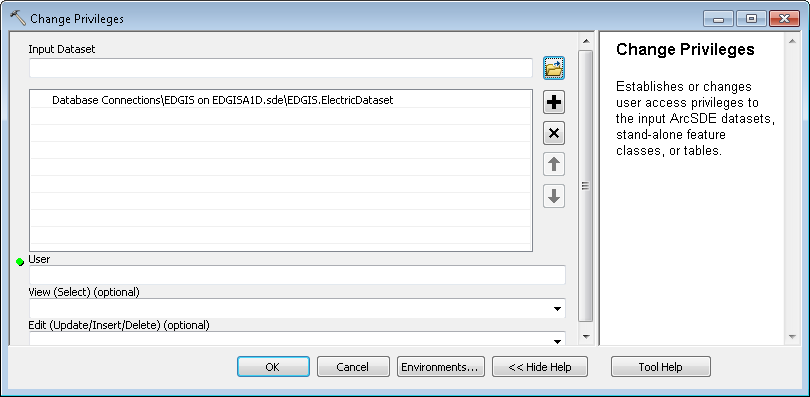 Change Privileges
Input Dataset
Database Connections\EDGIS on EDGISA1D.sde\EDGIS.ElectricDataset
User
View (Select) (optional)
Edit (Update/Insert/Delete) (optional)
Change Privileges
Establishes or changes
user access privileges to
the input ArcSDE datasets,
stand-alone feature
classes, or tables.
OK
Cancel
Environments...
<< Hide Help
Tool Help